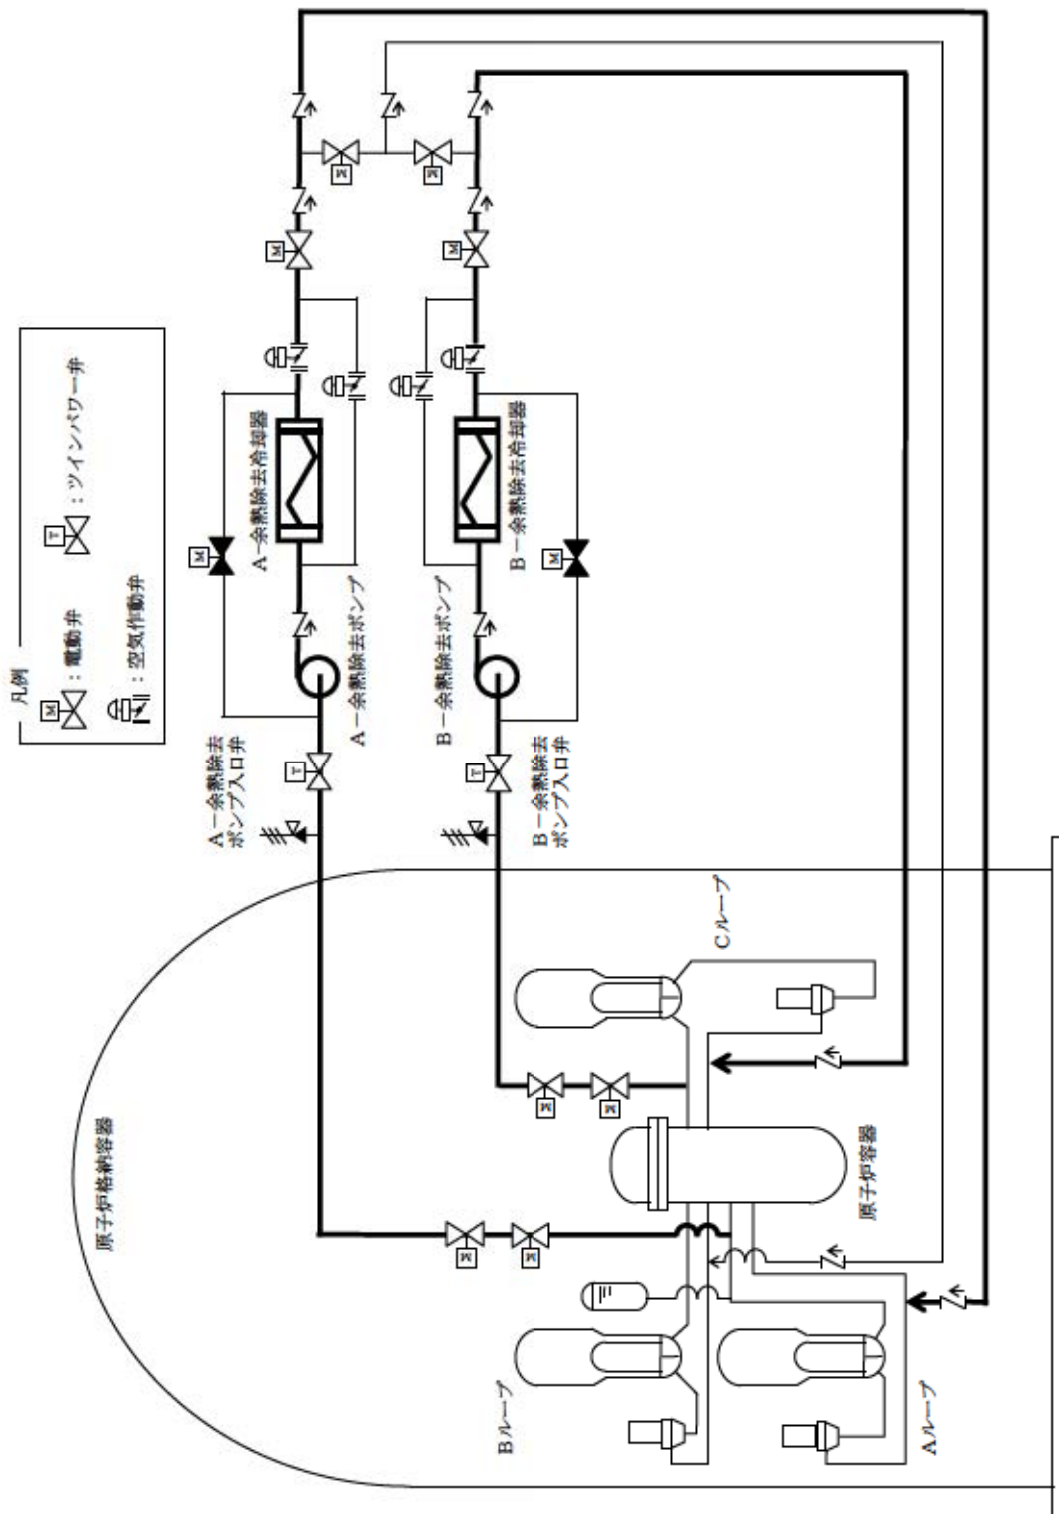 凡例
M
：電動弁
T
：ツインパワー弁
：空気作動弁
原子炉格納容器
Bループ
Aループ
Cループ
原子炉容器
A－余熱除去
ポンプ入口弁
B－余熱除去
ポンプ入口弁
A－余熱除去ポンプ
B－余熱除去ポンプ
A－余熱除去冷却器
B－余熱除去冷却器
T
T
M
M
M
M
M
M
M
M
M
M